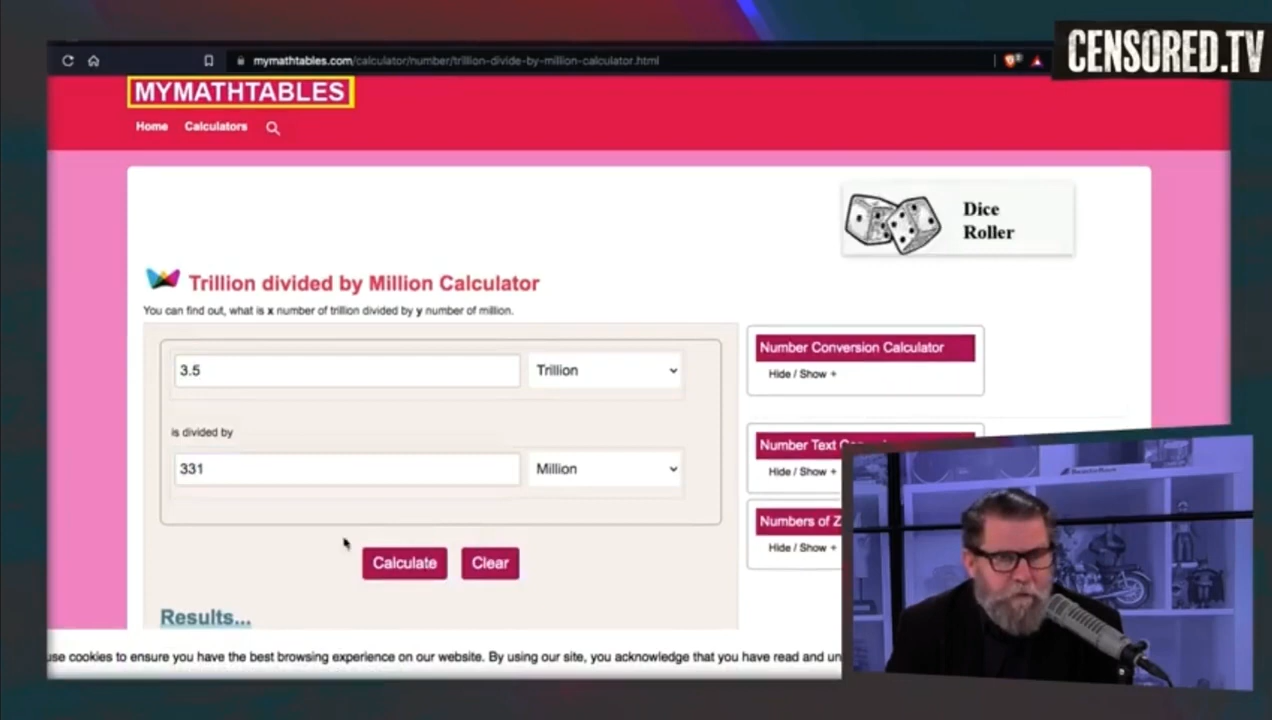 mymathtables.com/calculator/number/trillion-divide-by-million-calculator.html
CENSORED.TV
MYMATHTABLES
Home Calculators
Dice
Roller
Trillion divided by Million Calculator
You can find out, what is x number of trillion divided by y number of million.
3.5 Trillion
is divided by
331 Million
Calculate Clear
Results...
Number Conversion Calculator
Hide / Show +
Number Text
Hide / Show +
Numbers of Z
Hide / Show +
use cookies to ensure you have the best browsing experience on our website. By using our site, you acknowledge that you have read and un